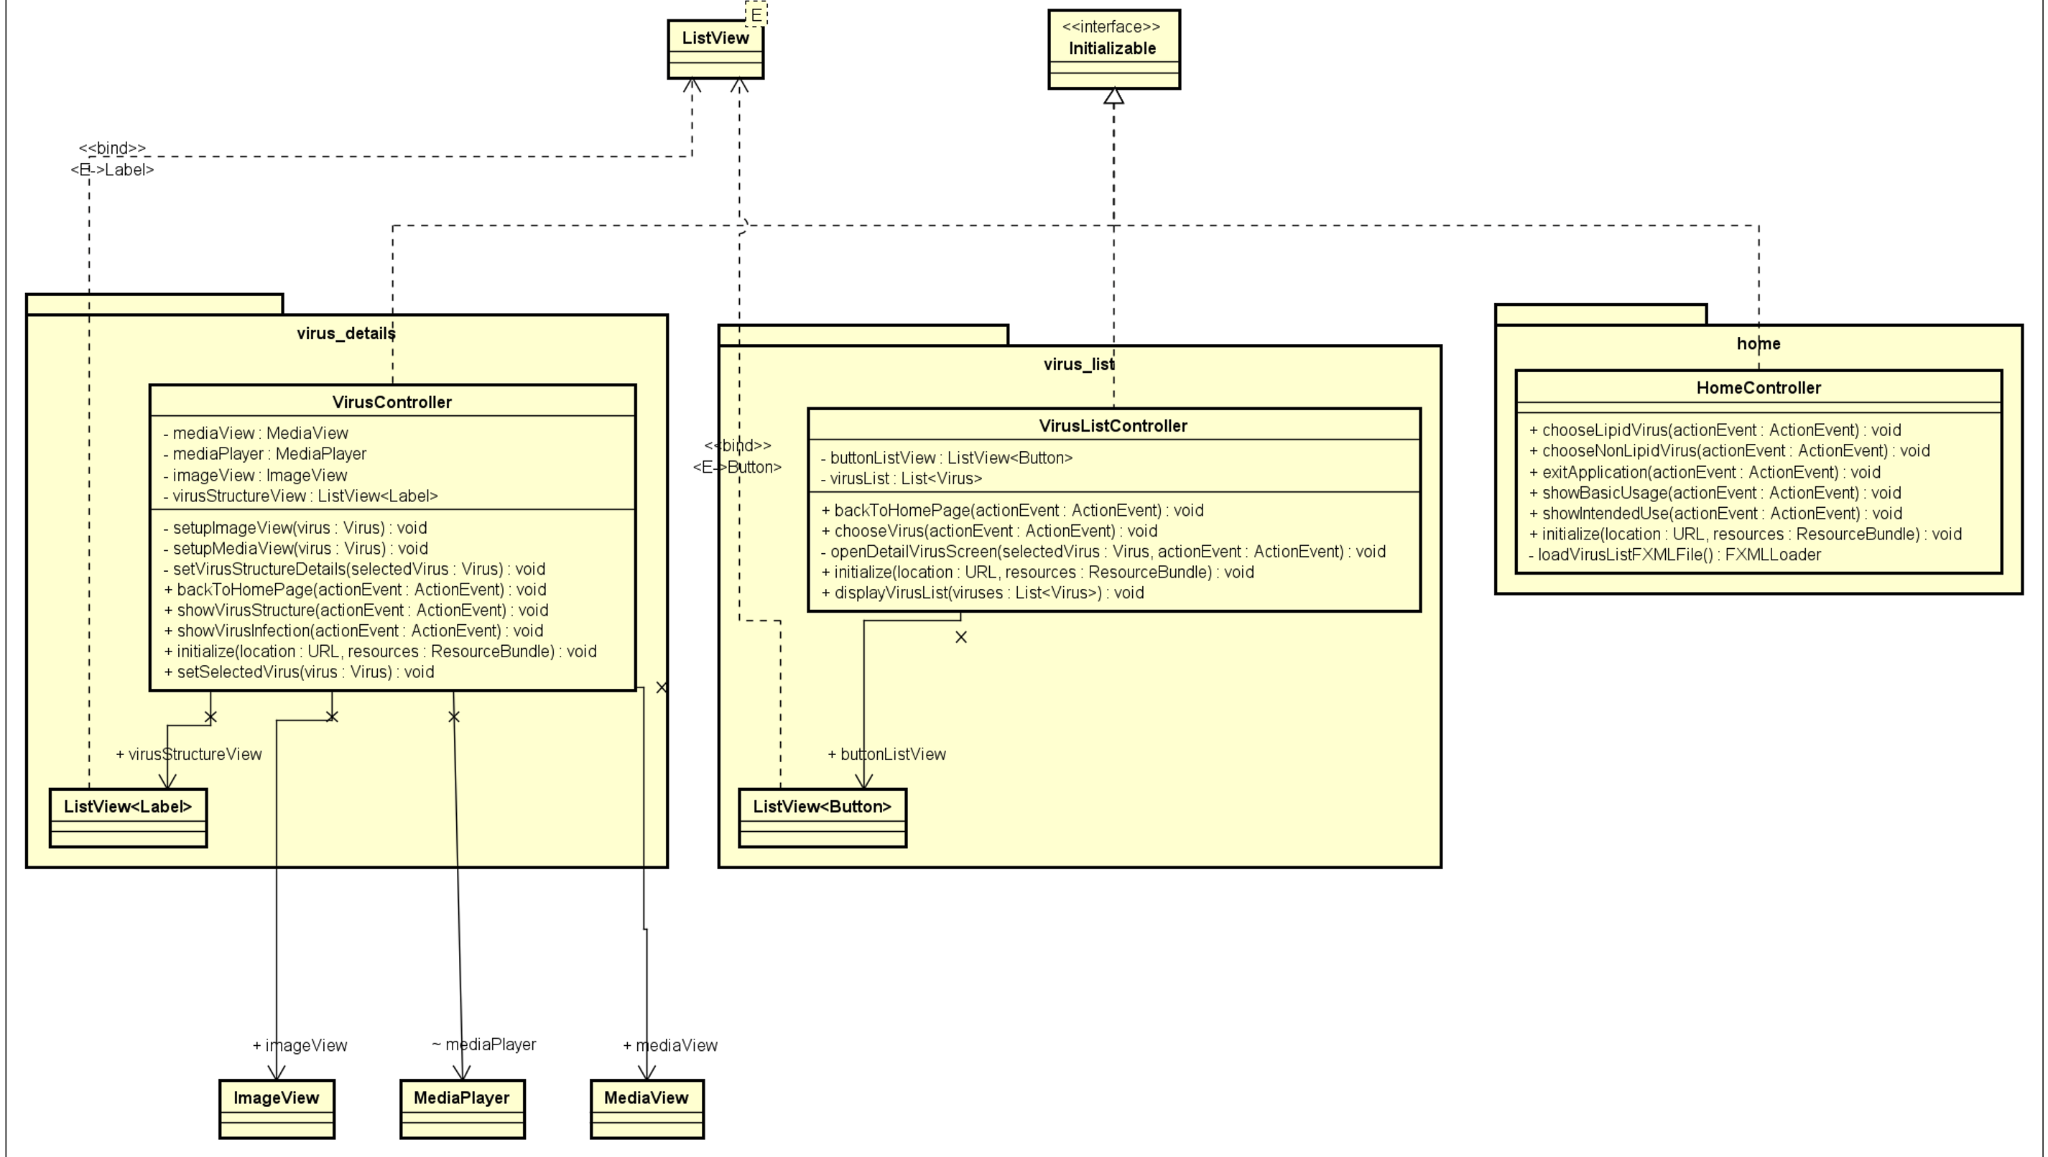 E
ListView
<<interface>>
Initializable
<<bind>>
<E->Label>
virus_details
VirusController
- mediaView : MediaView
- mediaPlayer : MediaPlayer
- imageView : ImageView
- virusStructureView : ListView<Label>
- setupImageView(virus : Virus) : void
- setupMediaView(virus : Virus) : void
- setVirusStructureDetails(selectedVirus : Virus) : void
+ backToHomePage(actionEvent : ActionEvent) : void
+ showVirusStructure(actionEvent : ActionEvent) : void
+ showVirusInfection(actionEvent : ActionEvent) : void
+ initialize(location : URL, resources : ResourceBundle) : void
+ setSelectedVirus(virus : Virus) : void
+ virusStructureView
ListView<Label>
<<bind>>
<E->Button>
virus_list
VirusListController
- buttonListView : ListView<Button>
- virusList : List<Virus>
+ backToHomePage(actionEvent : ActionEvent) : void
+ chooseVirus(actionEvent : ActionEvent) : void
- openDetailVirusScreen(selectedVirus : Virus, actionEvent : ActionEvent) : void
+ initialize(location : URL, resources : ResourceBundle) : void
+ displayVirusList(viruses : List<Virus>) : void
+ buttonListView
ListView<Button>
home
HomeController
+ chooseLipidVirus(actionEvent : ActionEvent) : void
+ chooseNonLipidVirus(actionEvent : ActionEvent) : void
+ exitApplication(actionEvent : ActionEvent) : void
+ showBasicUsage(actionEvent : ActionEvent) : void
+ showIntendedUse(actionEvent : ActionEvent) : void
+ initialize(location : URL, resources : ResourceBundle) : void
- loadVirusListFXMLFile() : FXMLLoader
+ imageView
~ mediaPlayer
+ mediaView
ImageView
MediaPlayer
MediaView